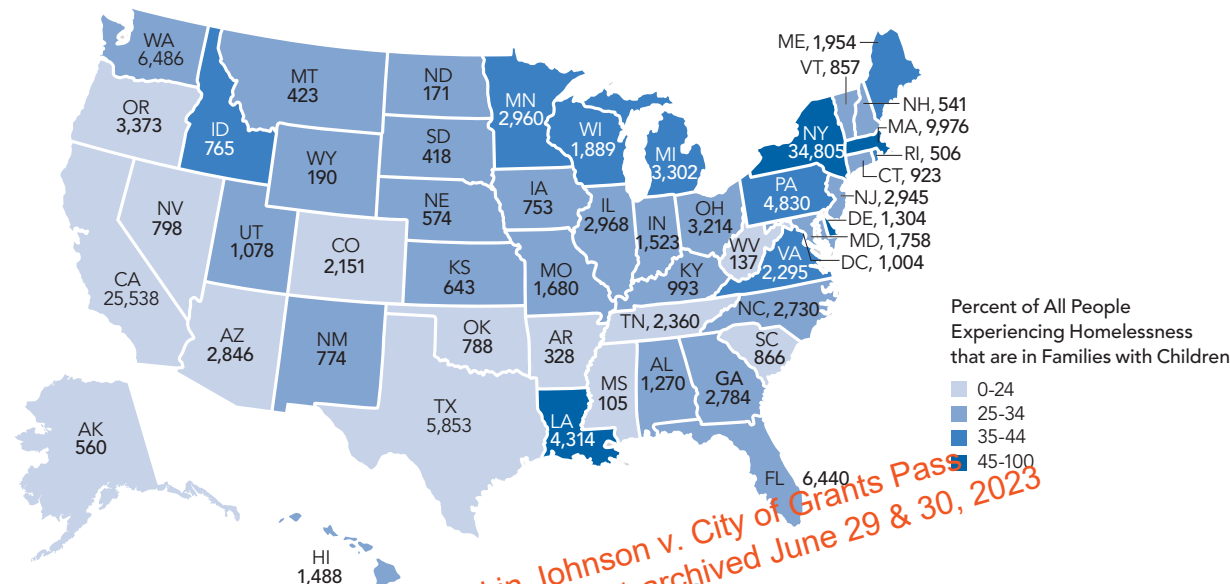 WA
6,486
MT
423
ND
171
MN
2,960
ME, 1,954
VT, 857
NH, 541
MA, 9,976
RI, 506
CT, 923
NJ, 2,945
DE, 1,304
MD, 1,758
DC, 1,004
OR
3,373
ID
765
WY
190
SD
418
WI
1,889
MI
3,302
NY
34,805
PA
4,830
NV
798
UT
1,078
CO
2,151
NE
574
IA
753
IL
2,968
IN
1,523
OH
3,214
WV
137
VA
2,295
CA
25,538
AZ
2,846
NM
774
KS
643
MO
1,680
KY
993
NC, 2,730
TN, 2,360
OK
788
AR
328
SC
866
MS
105
AL
1,270
GA
2,784
TX
5,853
LA
4,314
FL 6,440
AK
560
HI
1,488
Percent of All People
Experiencing Homelessness
that are in Families with Children
0-24
25-34
35-44
45-100
Johnson v. City of Grants Pass
archived June 29 & 30, 2023